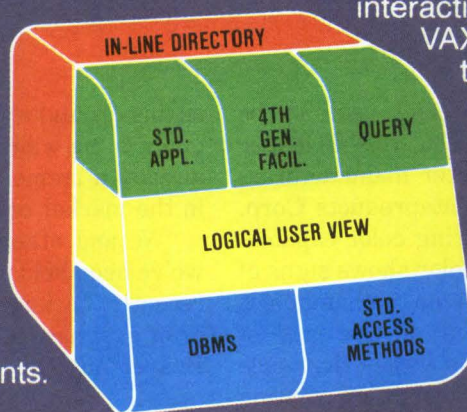 interacti
VAX
t
IN-LINE DIRECTORY
STD.
APPL.
4TH
GEN.
FACIL.
QUERY
LOGICAL USER VIEW
DBMS
STD.
ACCESS
METHODS
nts.